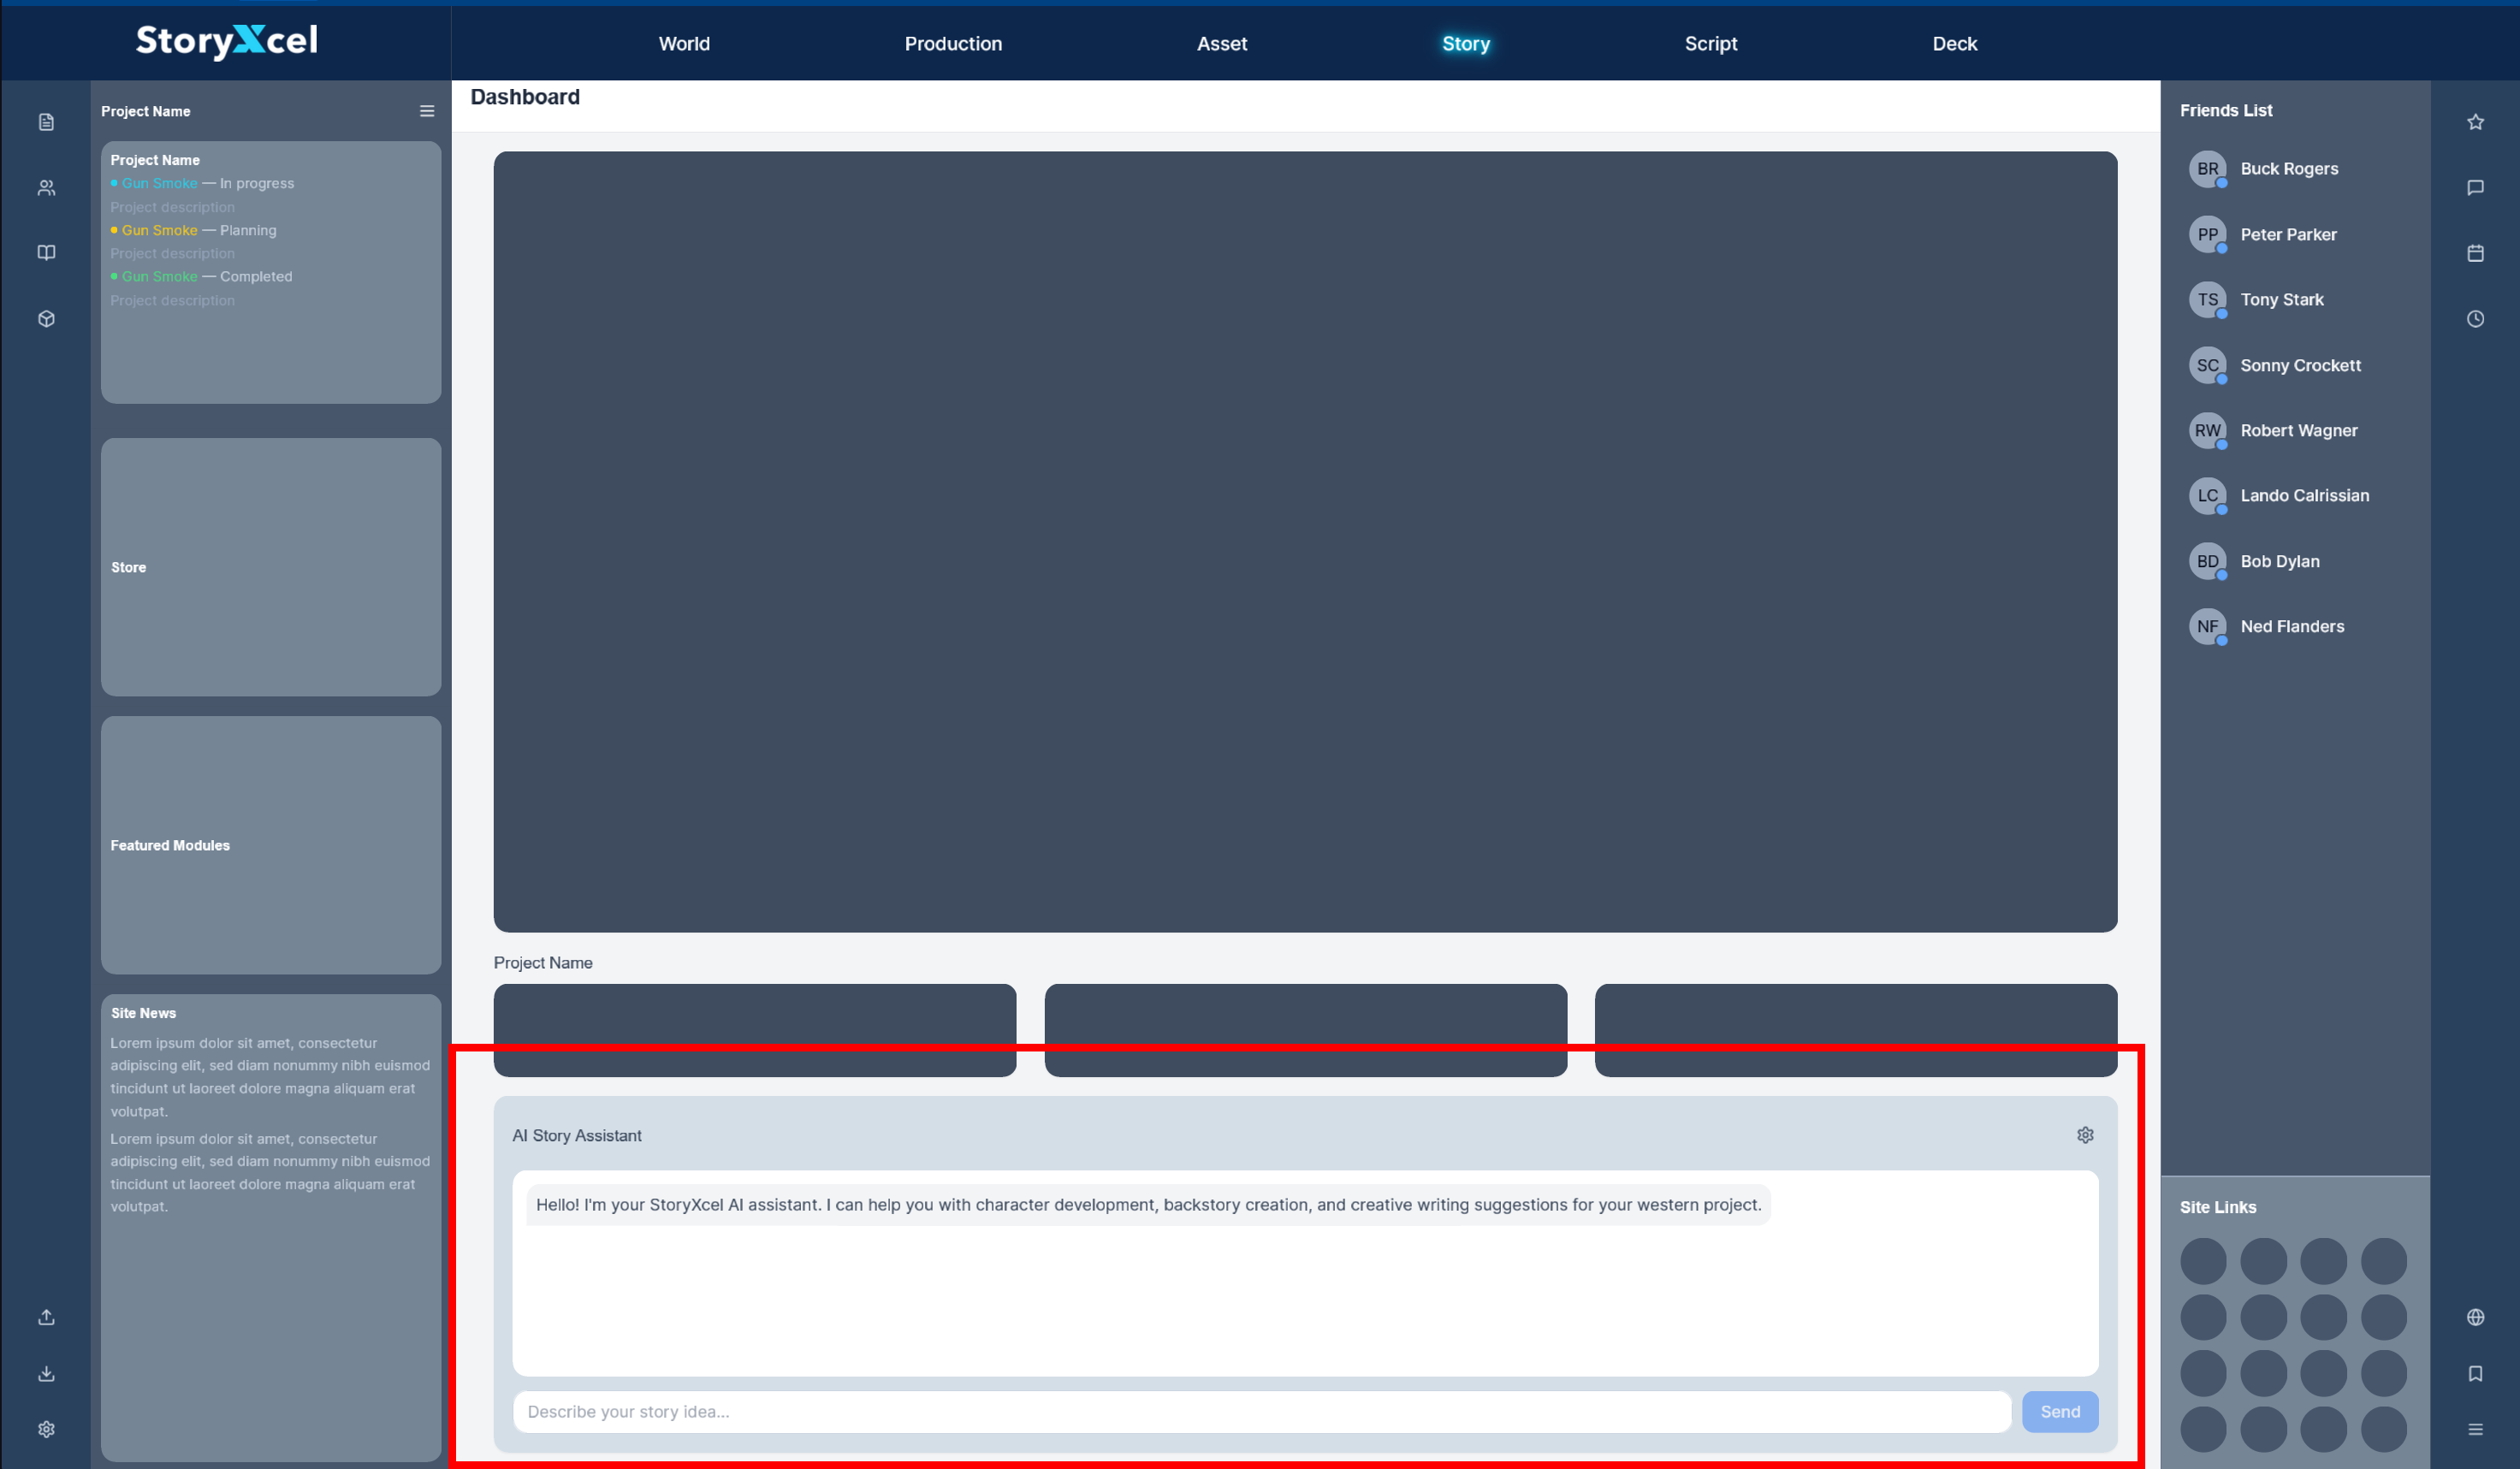 StoryXcel
World
Production
Asset
Story
Script
Deck
Project Name
Project Name
Gun Smoke — In progress
Project description
Gun Smoke — Planning
Project description
Gun Smoke — Completed
Project description
Store
Featured Modules
Site News
Lorem ipsum dolor sit amet, consectetur
adipiscing elit, sed diam nonummy nibh euismod
tincidunt ut laoreet dolore magna aliquam erat
volutpat.
Lorem ipsum dolor sit amet, consectetur
adipiscing elit, sed diam nonummy nibh euismod
tincidunt ut laoreet dolore magna aliquam erat
volutpat.
Dashboard
Project Name
AI Story Assistant
Hello! I'm your StoryXcel AI assistant. I can help you with character development, backstory creation, and creative writing suggestions for your western project.
Describe your story idea...
Send
Friends List
BR Buck Rogers
PP Peter Parker
TS Tony Stark
SC Sonny Crockett
RW Robert Wagner
LC Lando Calrissian
BD Bob Dylan
NF Ned Flanders
Site Links